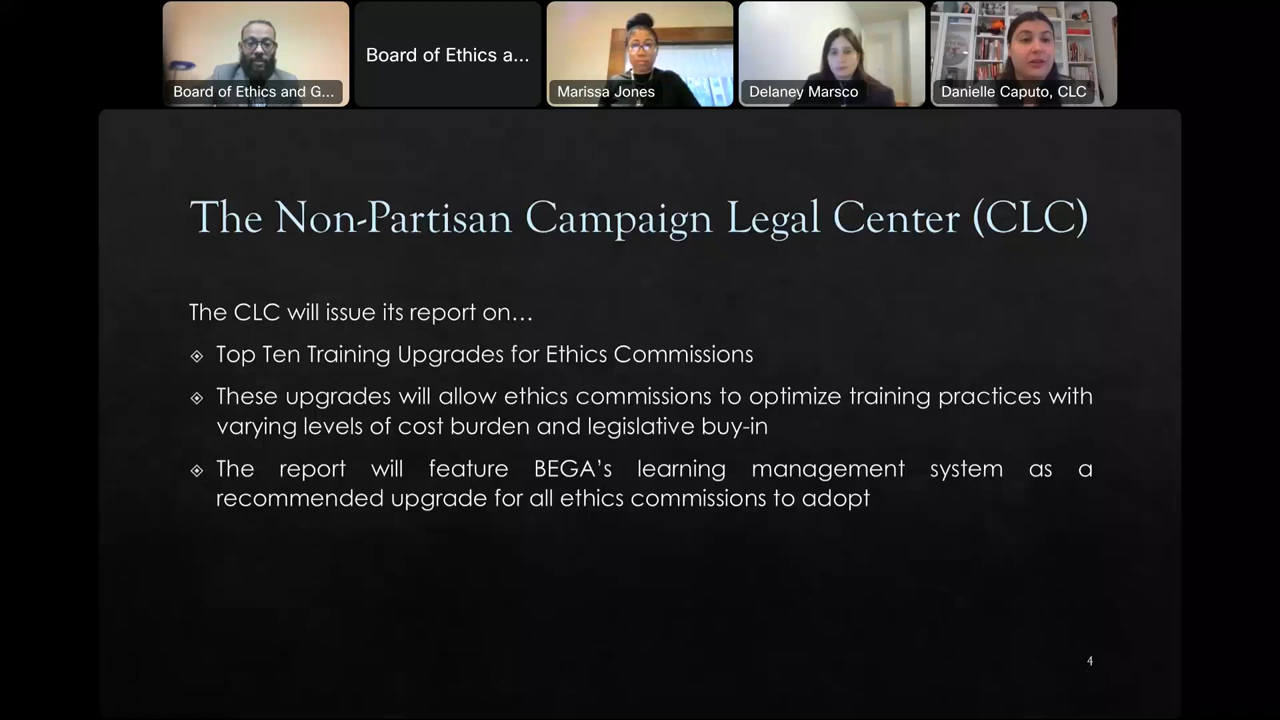 Board of Ethics a...
Board of Ethics and G...
Marissa Jones
Delaney Marsco
Danielle Caputo, CLC
The Non-Partisan Campaign Legal Center (CLC)
The CLC will issue its report on…
Top Ten Training Upgrades for Ethics Commissions
These upgrades will allow ethics commissions to optimize training practices with
varying levels of cost burden and legislative buy-in
The report will feature BEGA’s learning management system as a
recommended upgrade for all ethics commissions to adopt
4